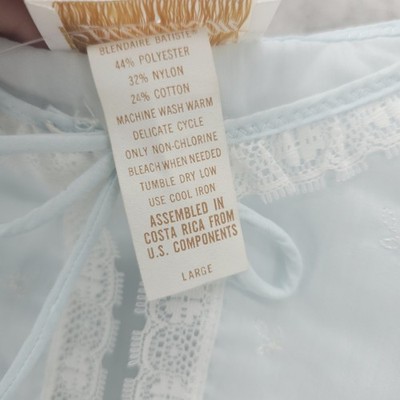 BLENDAIRE BATISTE
44% POLYESTER
32% NYLON
24% COTTON
MACHINE WASH WARM
DELICATE CYCLE
ONLY NON-CHLORINE
BLEACH WHEN NEEDED
TUMBLE DRY LOW
USE COOL IRON
ASSEMBLED IN
COSTA RICA FROM
U.S. COMPONENTS
LARGE